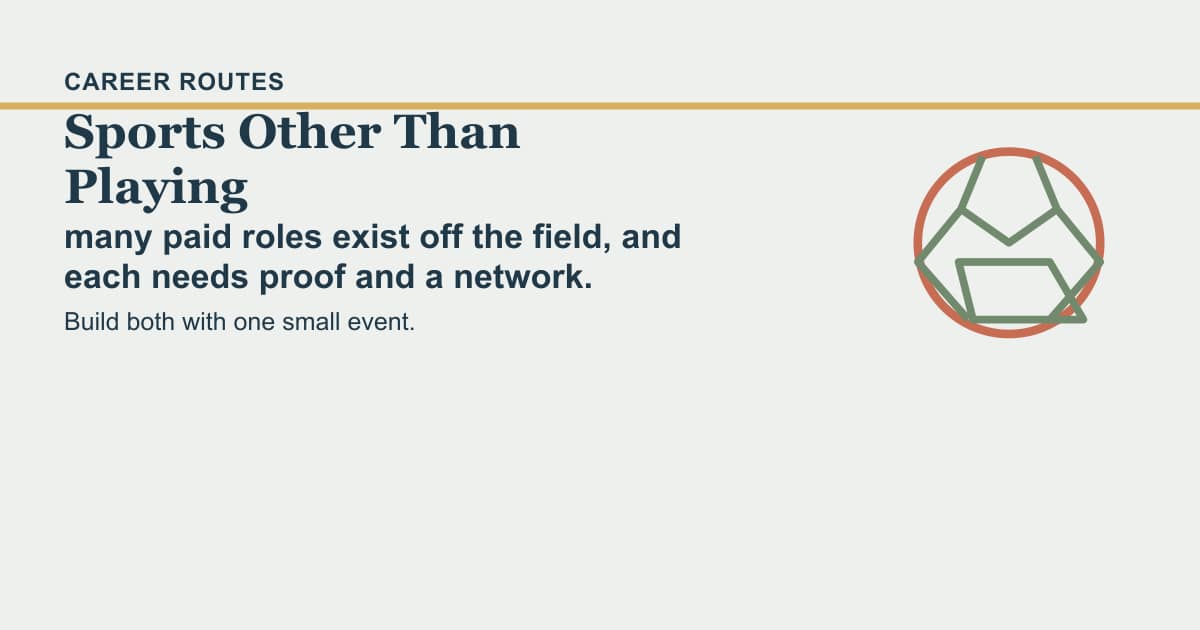 CAREER ROUTES
Sports Other Than
Playing
many paid roles exist off the field, and
each needs proof and a network.
Build both with one small event.